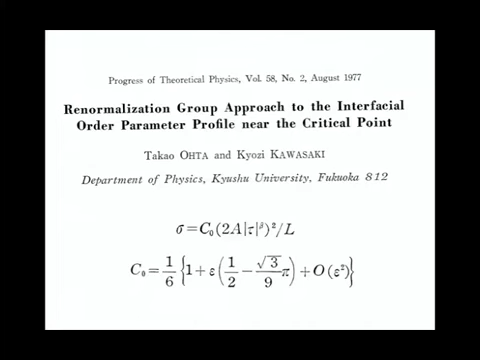 Progress of Theoretical Physics, Vol. 58, No. 2, August 1977
Renormalization Group Approach to the Interfacial
Order Parameter Profile near the Critical Point
Takao OHTA and Kyozi KAWASAKI
Department of Physics, Kyushu University, Fukuoka 812
σ=C₀(2A|τ|^β)²/L
C₀=1/6{1+ε(1/2−√3/9π)+O(ε²)}